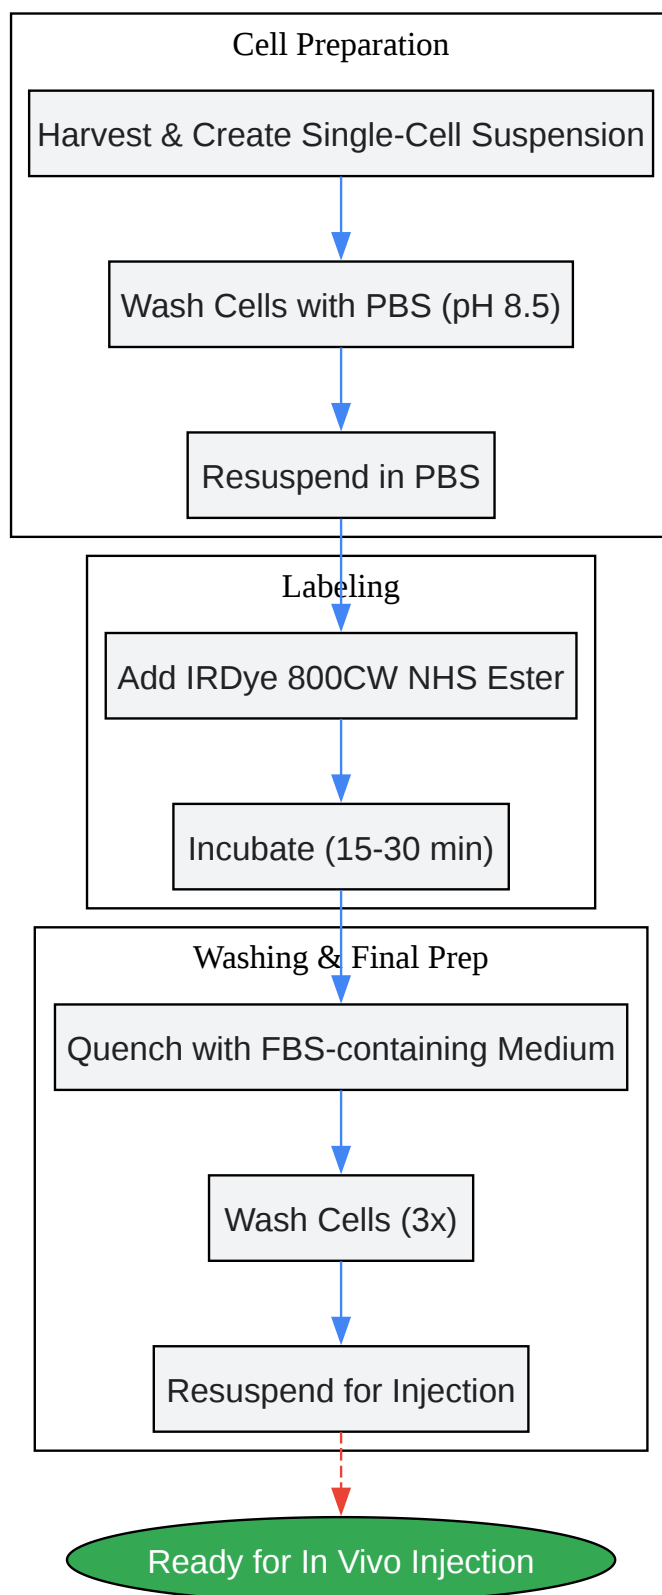 Cell Preparation
Harvest & Create Single-Cell Suspension
Wash Cells with PBS (pH 8.5)
Resuspend in PBS
Labeling
Add IRDye 800CW NHS Ester
Incubate (15-30 min)
Washing & Final Prep
Quench with FBS-containing Medium
Wash Cells (3x)
Resuspend for Injection
Ready for In Vivo Injection